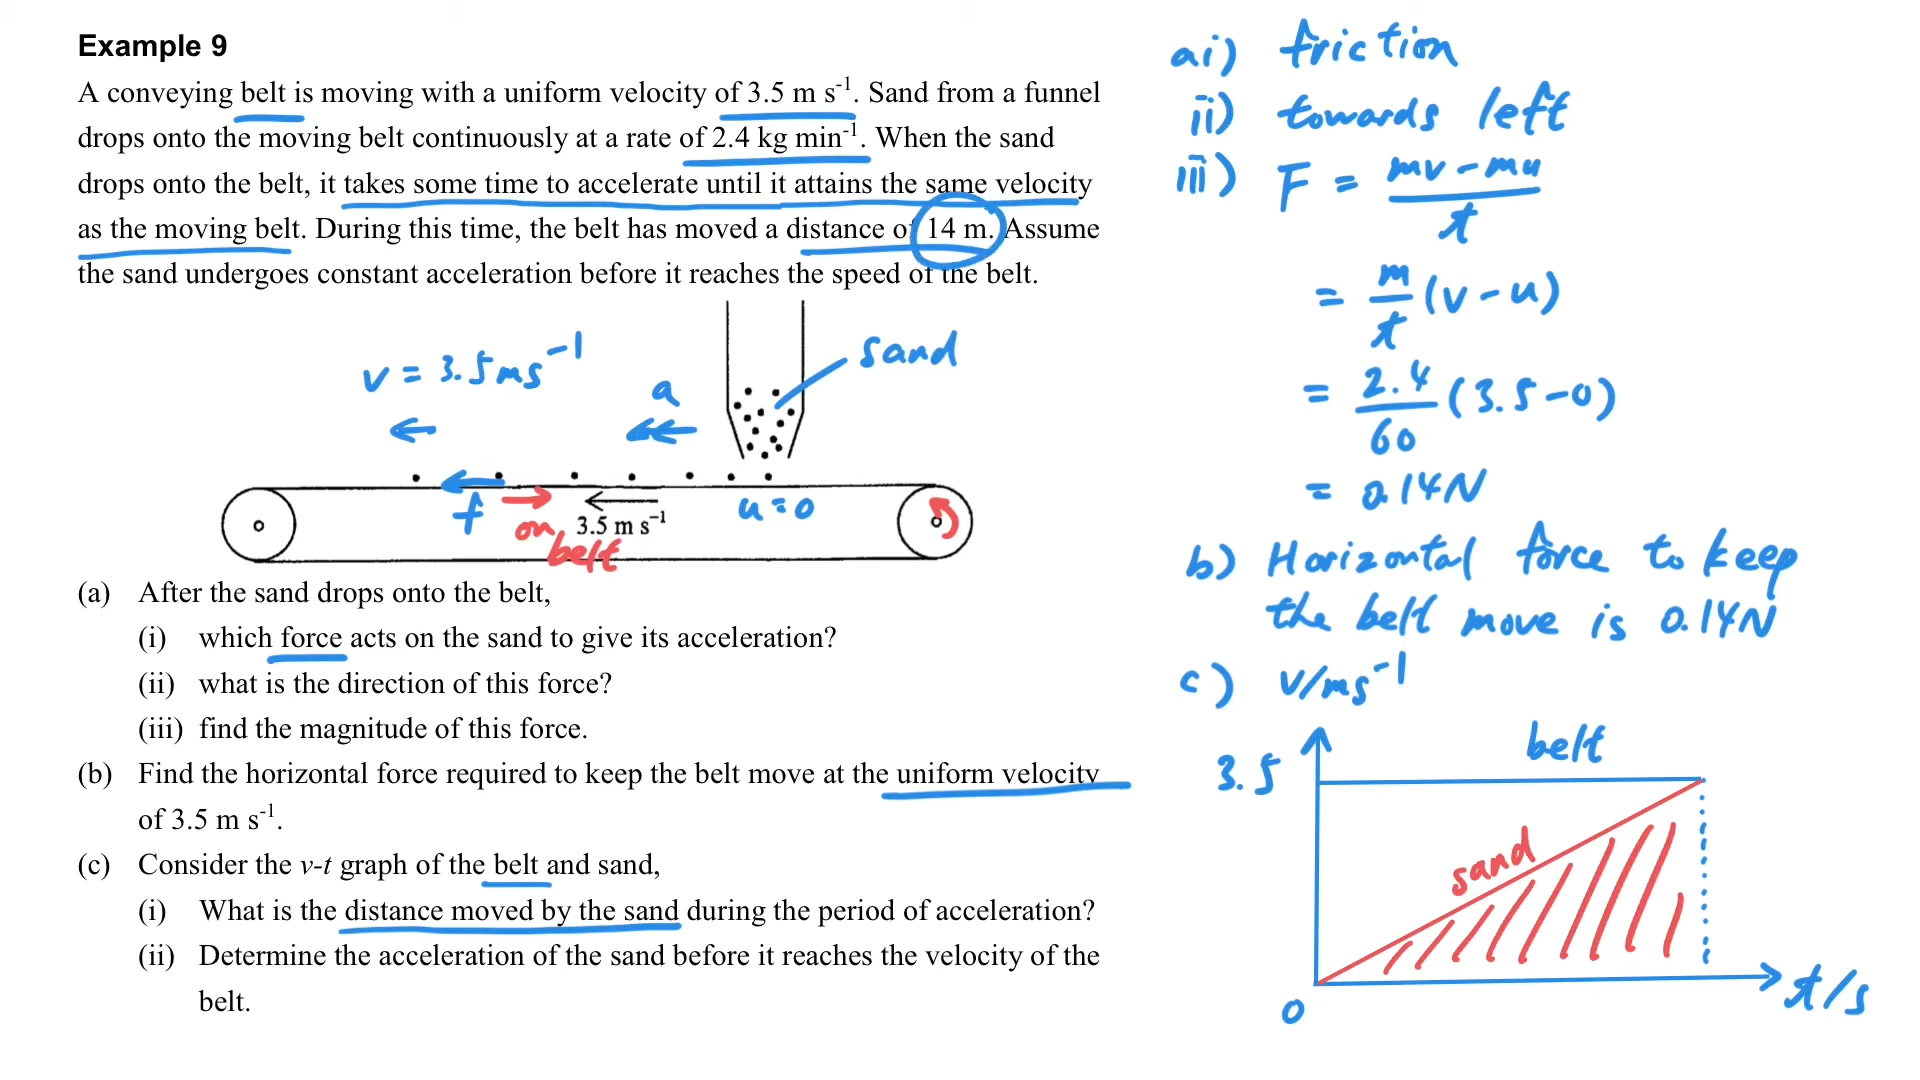 Example 9
A conveying belt is moving with a uniform velocity of 3.5 m s⁻¹. Sand from a funnel
drops onto the moving belt continuously at a rate of 2.4 kg min⁻¹. When the sand
drops onto the belt, it takes some time to accelerate until it attains the same velocity
as the moving belt. During this time, the belt has moved a distance of 14 m. Assume
the sand undergoes constant acceleration before it reaches the speed of the belt.
v = 3.5 ms⁻¹
a
sand
f
on belt
3.5 m s⁻¹
u = 0
(a) After the sand drops onto the belt,
(i) which force acts on the sand to give its acceleration?
(ii) what is the direction of this force?
(iii) find the magnitude of this force.
(b) Find the horizontal force required to keep the belt move at the uniform velocity
of 3.5 m s⁻¹.
(c) Consider the v-t graph of the belt and sand,
(i) What is the distance moved by the sand during the period of acceleration?
(ii) Determine the acceleration of the sand before it reaches the velocity of the
belt.
ai) friction
ii) towards left
iii) F = (mv - mu)/t
= m/t (v - u)
= 2.4/60 (3.5 - 0)
= 0.14N
b) Horizontal force to keep
the belt move is 0.14N
c) v/ms⁻¹
belt
3.5
sand
0
t/s